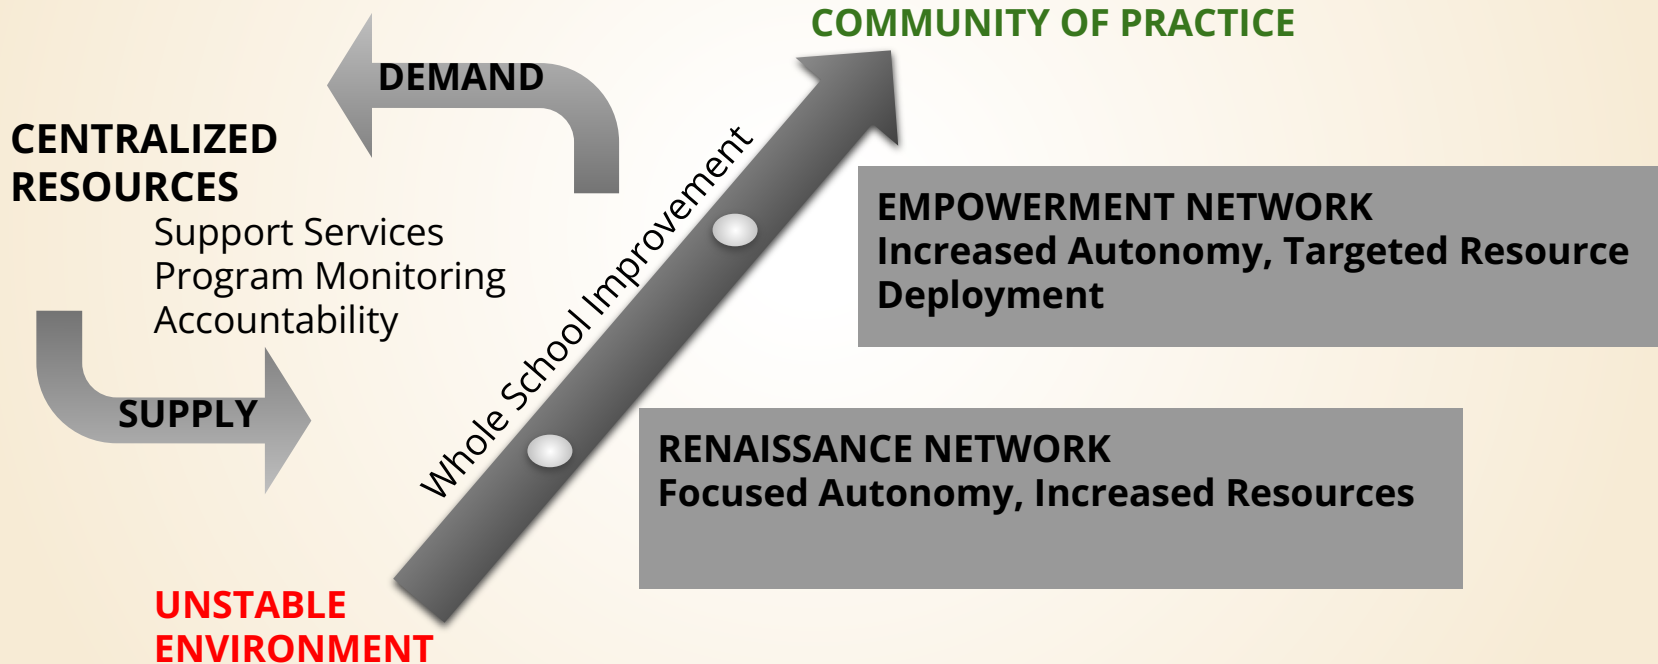 COMMUNITY OF PRACTICE
DEMAND
CENTRALIZED
RESOURCES
Support Services
Program Monitoring
Accountability
SUPPLY
Whole School Improvement
EMPOWERMENT NETWORK
Increased Autonomy, Targeted Resource
Deployment
RENAISSANCE NETWORK
Focused Autonomy, Increased Resources
UNSTABLE
ENVIRONMENT